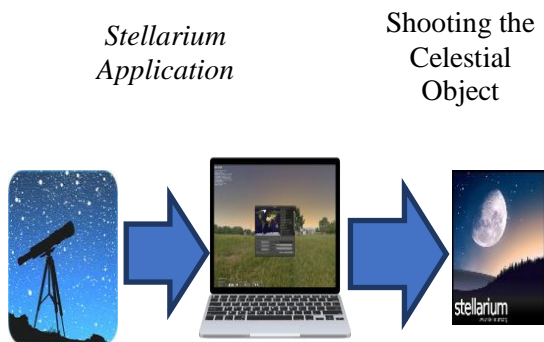 Stellarium
Application
Shooting the
Celestial
Object
stellarium